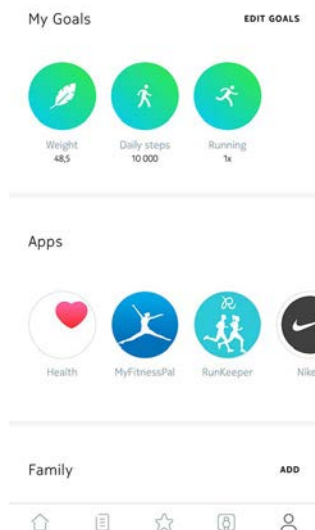 My Goals EDIT GOALS
Weight Daily steps Running
48,5 10 000 1x
Apps
Health MyFitnessPal RunKeeper Nike
Family ADD